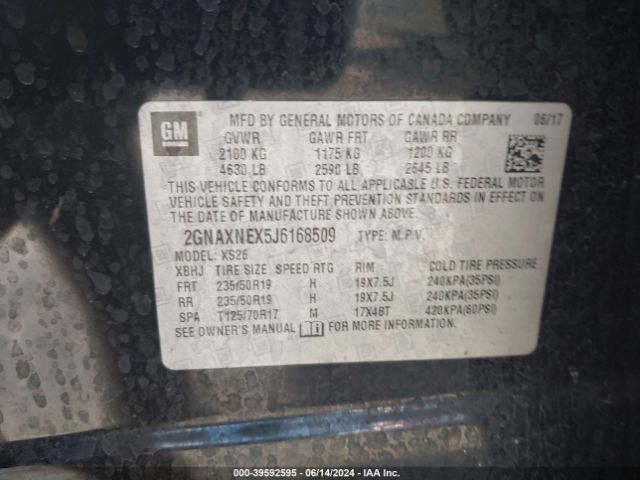 GM
MFD BY GENERAL MOTORS OF CANADA COMPANY 06/17
GVWR GAWR FRT GAWR RR
2100 KG 1175 KG 1200 KG
4630 LB 2590 LB 2645 LB
THIS VEHICLE CONFORMS TO ALL APPLICABLE U.S. FEDERAL MOTOR
VEHICLE SAFETY AND THEFT PREVENTION STANDARDS IN EFFECT ON
THE DATE OF MANUFACTURE SHOWN ABOVE.
2GNAXNEX5J6168509 TYPE: M.P.V.
MODEL: XS26
XBHJ TIRE SIZE SPEED RTG RIM COLD TIRE PRESSURE
FRT 235/50R19 H 19X7.5J 240KPA(35PSI)
RR 235/50R19 H 19X7.5J 240KPA(35PSI)
SPA T125/70R17 M 17X4BT 420KPA(60PSI)
SEE OWNER'S MANUAL FOR MORE INFORMATION.
000-39592595 - 06/14/2024 - IAA Inc.